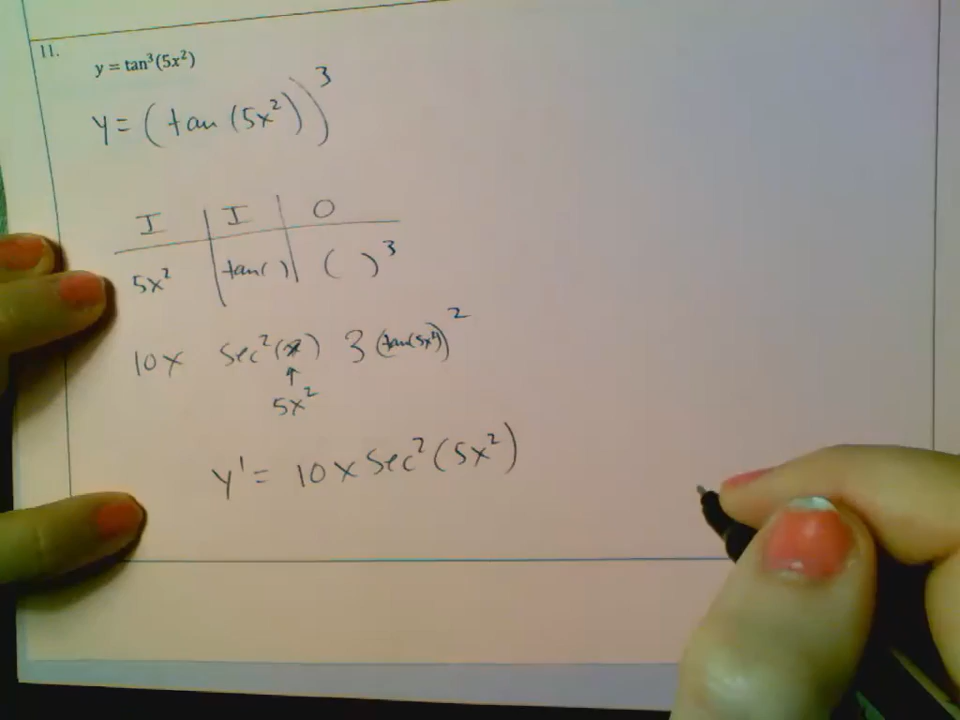 11.
y = tan³(5x²)
y = (tan(5x²))³
I | I | O
5x² | tan( ) | ( )³
10x sec²(x) 3(tan(5x²))²
↑
5x²
y' = 10x sec²(5x²)